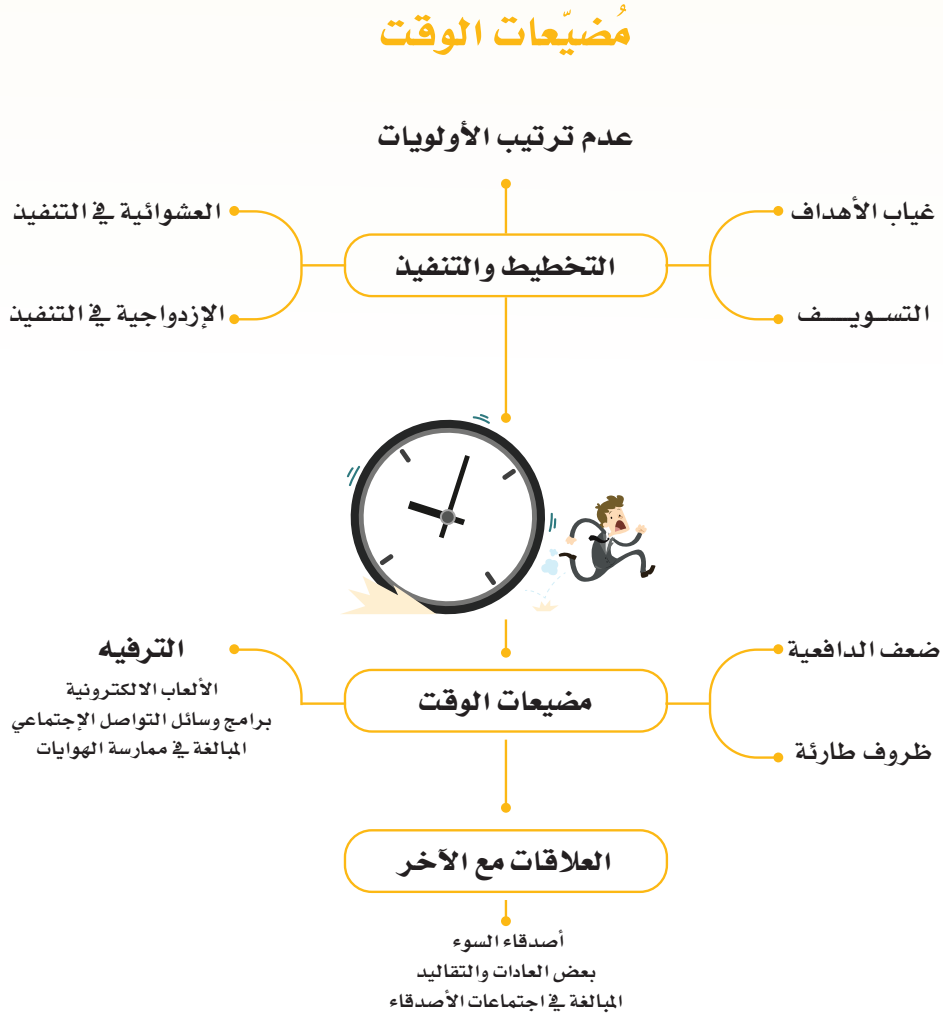 مُضيّعات الوقت
عدم ترتيب الأولويات
غياب الأهداف
العشوائية في التنفيذ
التخطيط والتنفيذ
التسـويــــف
الإزدواجية في التنفيذ
ضعف الدافعية
الترفيه
الألعاب الالكترونية
برامج وسائل التواصل الإجتماعي
المبالغة في ممارسة الهوايات
مضيعات الوقت
ظروف طارئة
العلاقات مع الآخر
أصدقاء السوء
بعض العادات والتقاليد
المبالغة في اجتماعات الأصدقاء